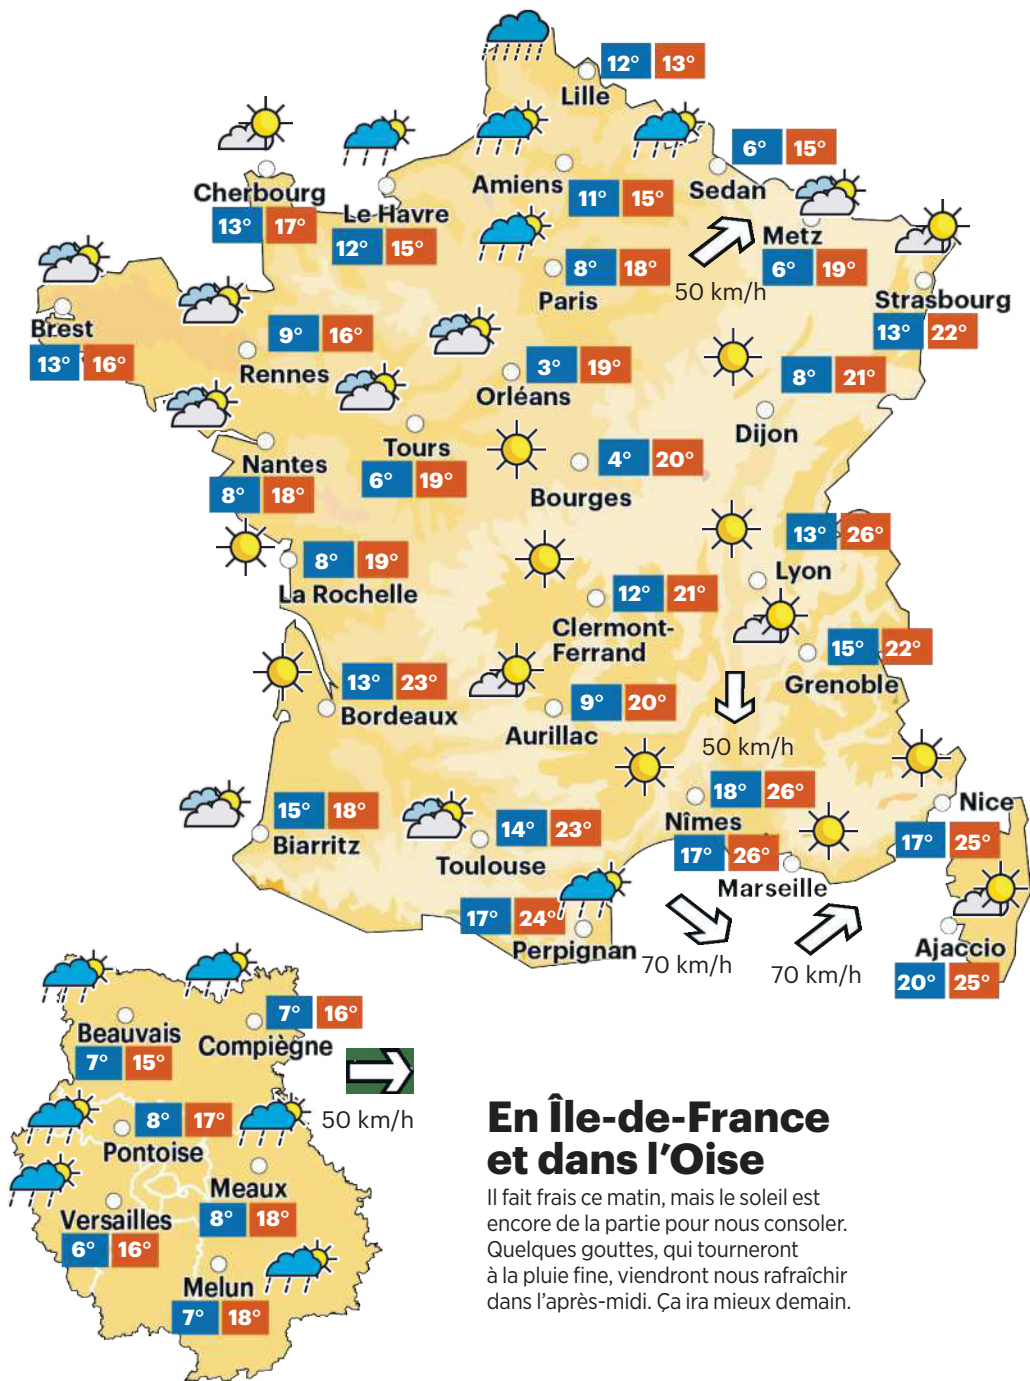 12° 13°
Lille
6° 15°
Cherbourg
13° 17°
Le Havre
12° 15°
Amiens
11° 15°
Sedan
Metz
6° 19°
50 km/h
8° 18°
Paris
Strasbourg
13° 22°
Brest
13° 16°
9° 16°
Rennes
3° 19°
Orléans
8° 21°
Dijon
Nantes
8° 18°
Tours
6° 19°
4° 20°
Bourges
13° 26°
Lyon
8° 19°
La Rochelle
12° 21°
Clermont-
Ferrand
15° 22°
Grenoble
13° 23°
Bordeaux
9° 20°
Aurillac
50 km/h
15° 18°
Biarritz
14° 23°
Toulouse
18° 26°
Nîmes
17° 26°
Marseille
Nice
17° 25°
17° 24°
Perpignan
70 km/h
70 km/h
Ajaccio
20° 25°
Beauvais
7° 15°
7° 16°
Compiègne
50 km/h
8° 17°
Pontoise
Meaux
8° 18°
Versailles
6° 16°
Melun
7° 18°
En Île-de-France
et dans l'Oise
Il fait frais ce matin, mais le soleil est
encore de la partie pour nous consoler.
Quelques gouttes, qui tourneront
à la pluie fine, viendront nous rafraîchir
dans l'après-midi. Ça ira mieux demain.